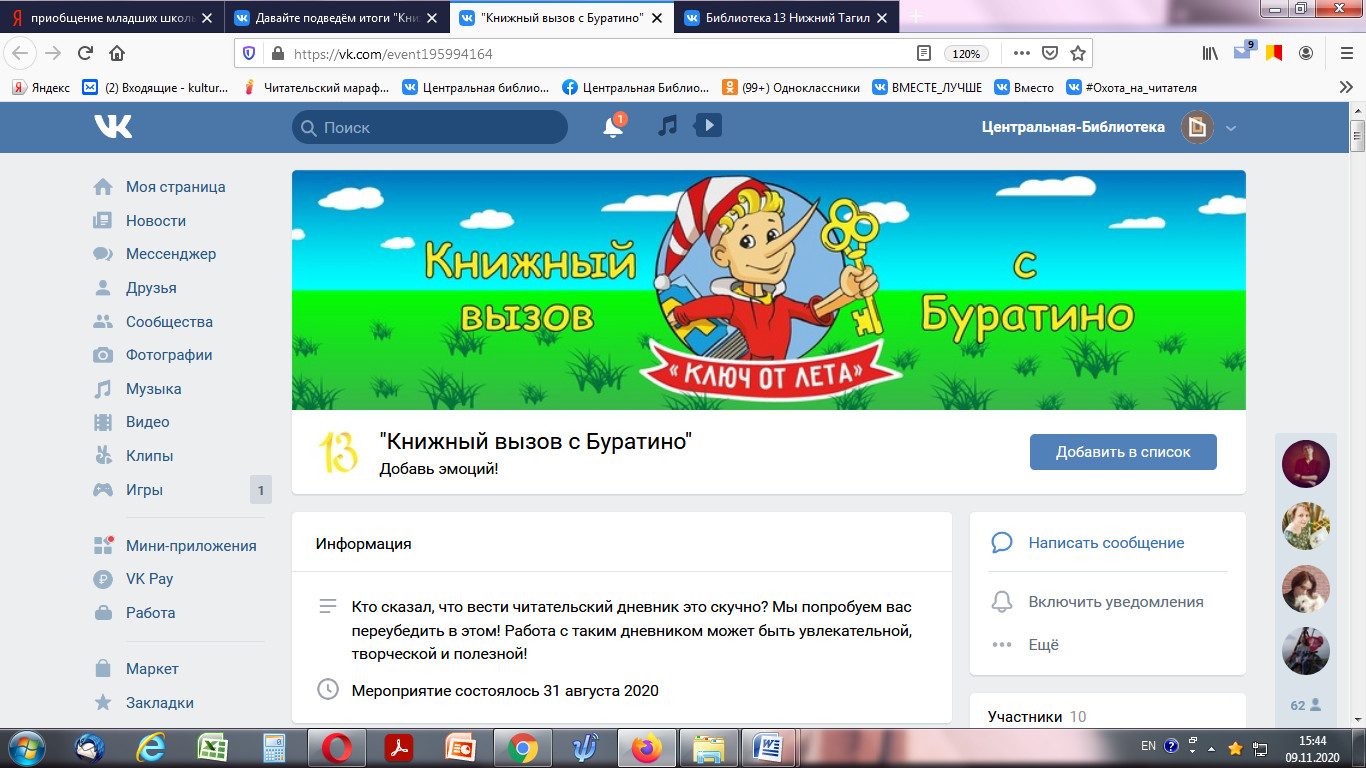 приобщение младших школь
Давайте подведём итоги "Кни
"Книжный вызов с Буратино"
Библиотека 13 Нижний Тагил
https://vk.com/event195994164
120%
9
Яндекс
(2) Входящие - kultur...
Читательский мараф...
Центральная библио...
Центральная Библио...
(99+) Одноклассники
ВМЕСТЕ_ЛУЧШЕ
Вместо
#Охота_на_читателя
Поиск
1
Центральная-Библиотека
Моя страница
Новости
Мессенджер
Друзья
Сообщества
Фотографии
Музыка
Видео
Клипы
Игры
1
Мини-приложения
VK Pay
Работа
Маркет
Закладки
Книжный
вызов
с
Буратино
« КЛЮЧ ОТ ЛЕТА»
13
"Книжный вызов с Буратино"
Добавь эмоций!
Добавить в список
Информация
Кто сказал, что вести читательский дневник это скучно? Мы попробуем вас
переубедить в этом! Работа с таким дневником может быть увлекательной,
творческой и полезной!
Мероприятие состоялось 31 августа 2020
Написать сообщение
Включить уведомления
Ещё
Участники 10
62
EN
15:44
09.11.2020